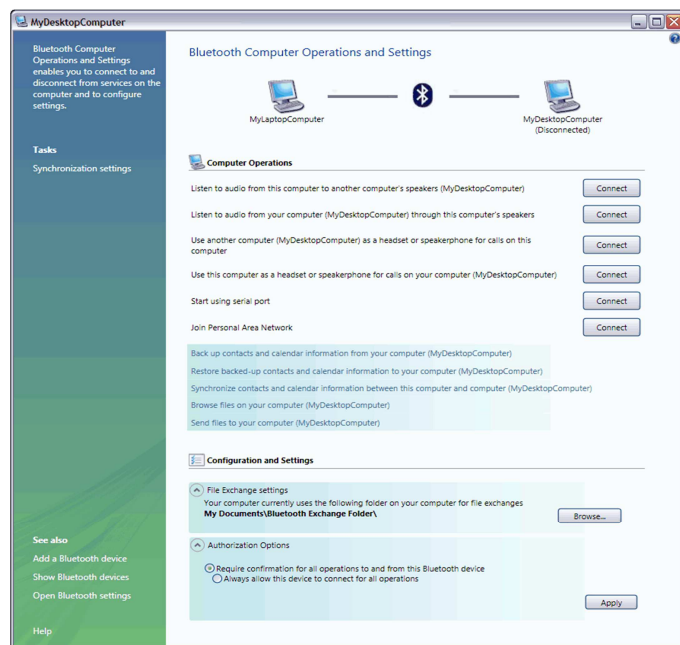 MyDesktopComputer
Bluetooth Computer
Operations and Settings
enables you to connect to and
disconnect from services on the
computer and to configure
settings.
Tasks
Synchronization settings
See also
Add a Bluetooth device
Show Bluetooth devices
Open Bluetooth settings
Help
Bluetooth Computer Operations and Settings
MyLaptopComputer
MyDesktopComputer
(Disconnected)
Computer Operations
Listen to audio from this computer to another computer's speakers (MyDesktopComputer)
Connect
Listen to audio from your computer (MyDesktopComputer) through this computer's speakers
Connect
Use another computer (MyDesktopComputer) as a headset or speakerphone for calls on this
computer
Connect
Use this computer as a headset or speakerphone for calls on your computer (MyDesktopComputer)
Connect
Start using serial port
Connect
Join Personal Area Network
Connect
Back up contacts and calendar information from your computer (MyDesktopComputer)
Restore backed-up contacts and calendar information to your computer (MyDesktopComputer)
Synchronize contacts and calendar information between this computer and computer (MyDesktopComputer)
Browse files on your computer (MyDesktopComputer)
Send files to your computer (MyDesktopComputer)
Configuration and Settings
File Exchange settings
Your computer currently uses the following folder on your computer for file exchanges
My Documents\Bluetooth Exchange Folder\
Browse...
Authorization Options
Require confirmation for all operations to and from this Bluetooth device
Always allow this device to connect for all operations
Apply